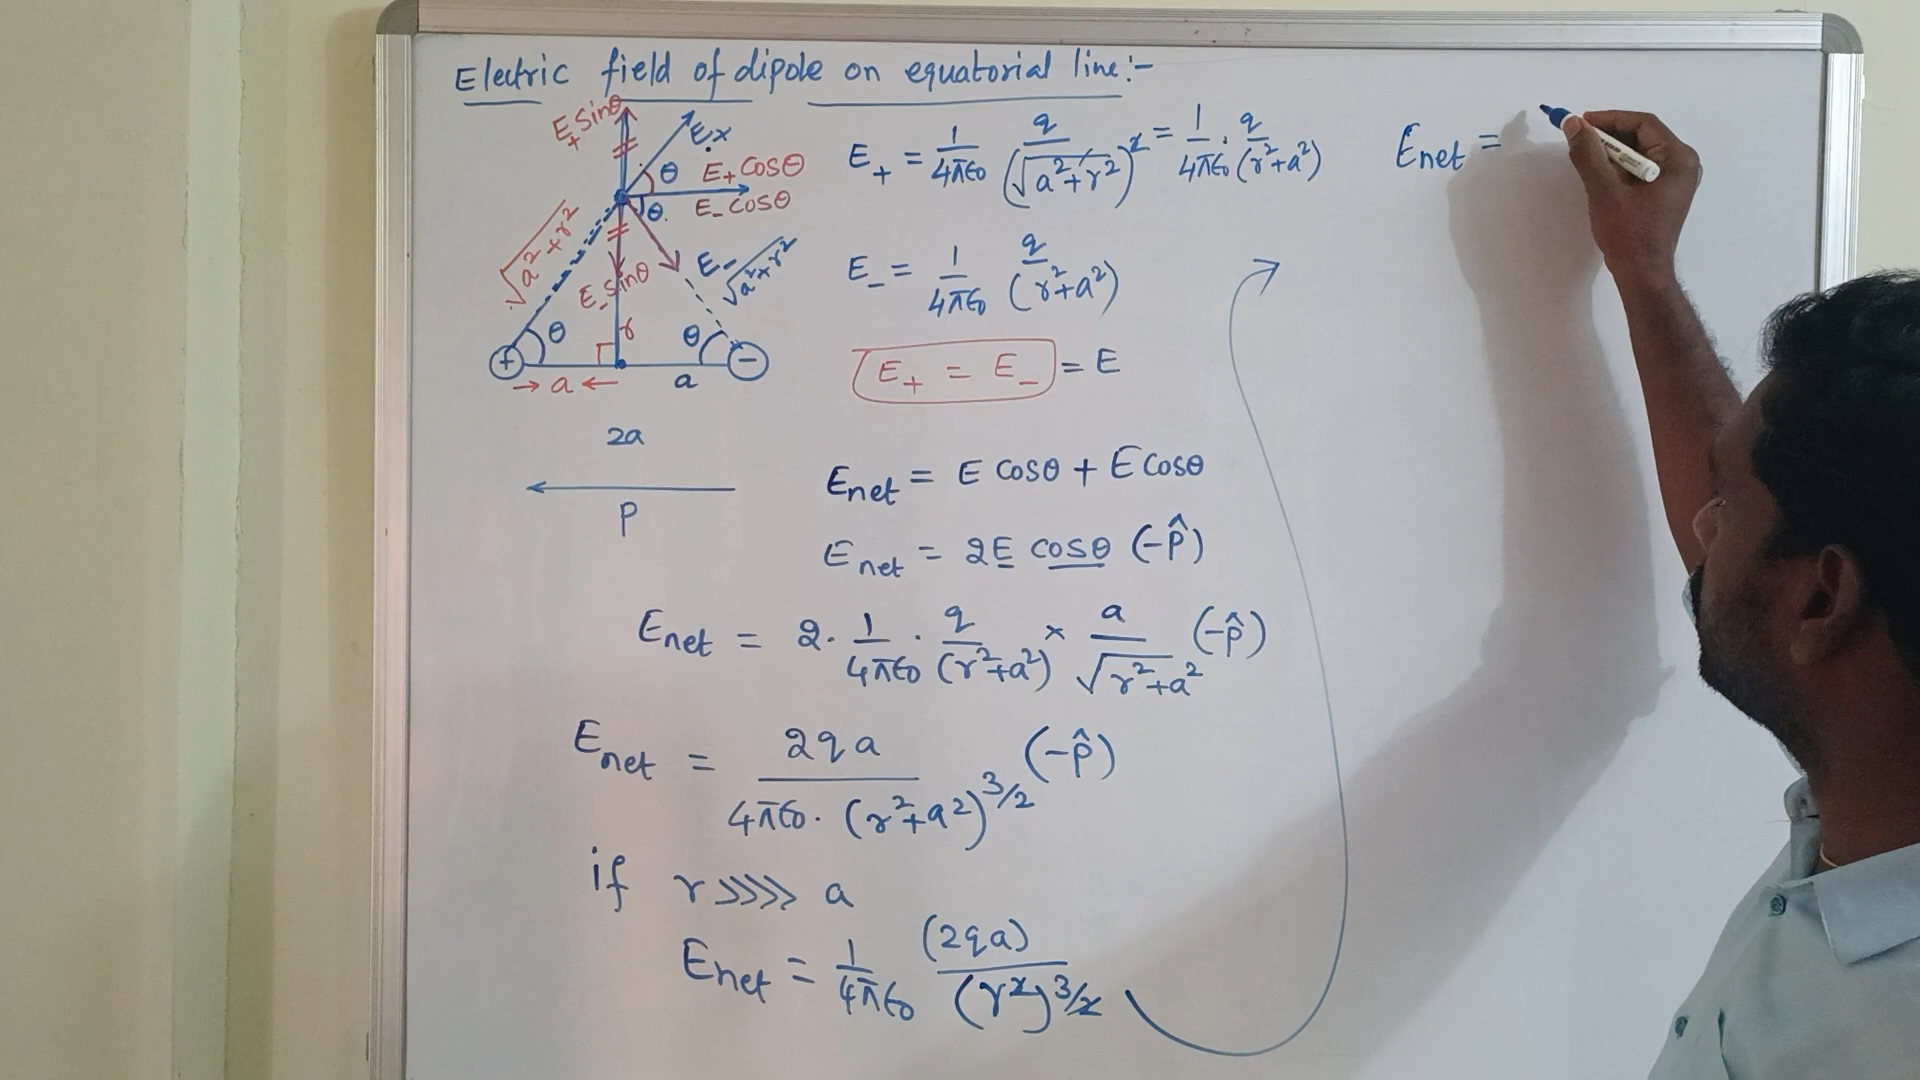 Electric field of dipole on equatorial line:-
E₊ Sinθ
E₊
θ
E₊ Cosθ
E₋ Cosθ
θ
√a²+r²
E₋ Sinθ
E₋
√a²+r²
r
θ
θ
+
−
→ a ←
a
2a
P
E₊ = 1/4πϵ₀ q/(√a²+r²)² = 1/4πϵ₀ · q/(r²+a²)
E₋ = 1/4πϵ₀ q/(r²+a²)
E₊ = E₋ = E
Enet = E Cosθ + E Cosθ
Enet = 2E Cosθ (-p̂)
Enet = 2 · 1/4πϵ₀ · q/(r²+a²) × a/√r²+a² (-p̂)
Enet = 2qa/4πϵ₀ · (r²+a²)^3/2 (-p̂)
if r >>>> a
Enet = 1/4πϵ₀ (2qa)/(r²)^3/2
Enet =